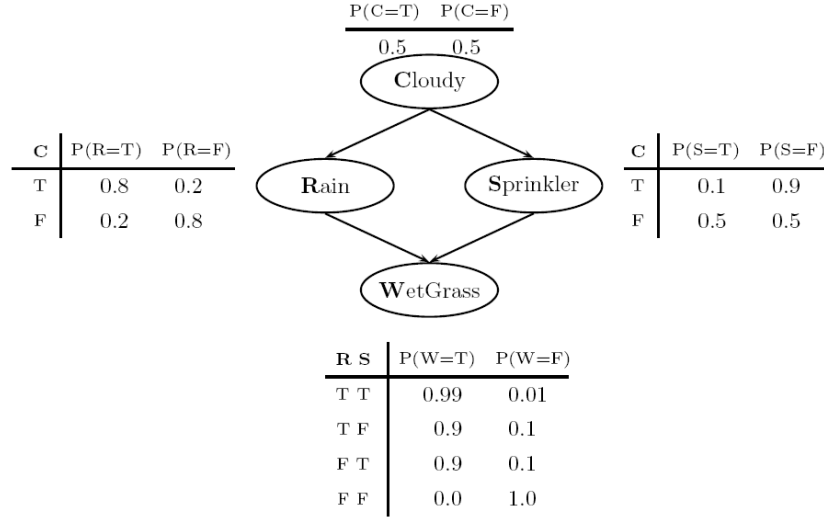 P(C=T) P(C=F)
0.5 0.5
Cloudy
C P(R=T) P(R=F)
T 0.8 0.2
F 0.2 0.8
Rain
Sprinkler
C P(S=T) P(S=F)
T 0.1 0.9
F 0.5 0.5
WetGrass
R S P(W=T) P(W=F)
T T 0.99 0.01
T F 0.9 0.1
F T 0.9 0.1
F F 0.0 1.0